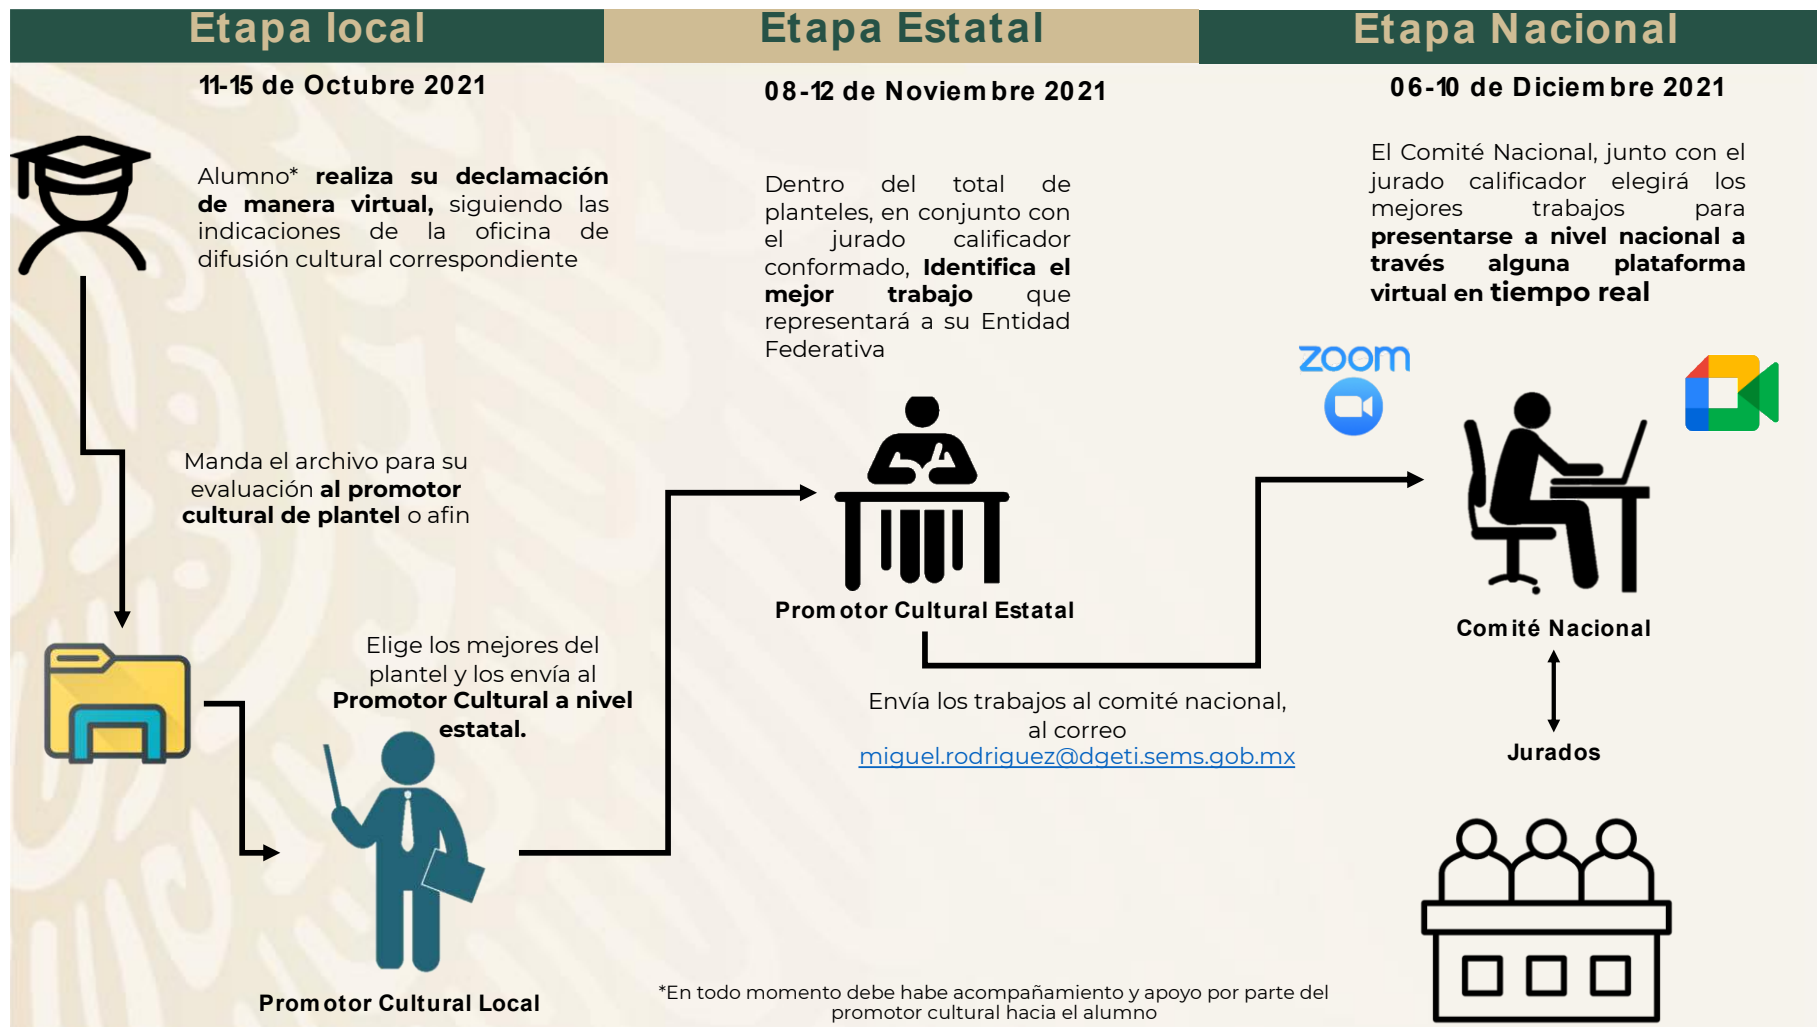 Etapa local
Etapa Estatal
Etapa Nacional
11-15 de Octubre 2021
Alumno* realiza su declamación
de manera virtual, siguiendo las
indicaciones de la oficina de
difusión cultural correspondiente
Manda el archivo para su
evaluación al promotor
cultural de plantel o afin
Elige los mejores del
plantel y los envía al
Promotor Cultural a nivel
estatal.
Promotor Cultural Local
08-12 de Noviembre 2021
Dentro del total de
planteles, en conjunto con
el jurado calificador
conformado, Identifica el
mejor trabajo que
representará a su Entidad
Federativa
Promotor Cultural Estatal
Envía los trabajos al comité nacional,
al correo
miguel.rodriguez@dgeti.sems.gob.mx
06-10 de Diciembre 2021
El Comité Nacional, junto con el
jurado calificador elegirá los
mejores trabajos para
presentarse a nivel nacional a
través alguna plataforma
virtual en tiempo real
zoom
Comité Nacional
Jurados
*En todo momento debe habe acompañamiento y apoyo por parte del
promotor cultural hacia el alumno